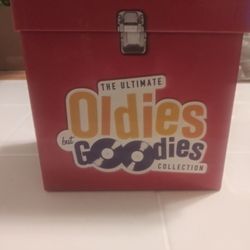 THE ULTIMATE
Oldies
but GOODies
COLLECTION